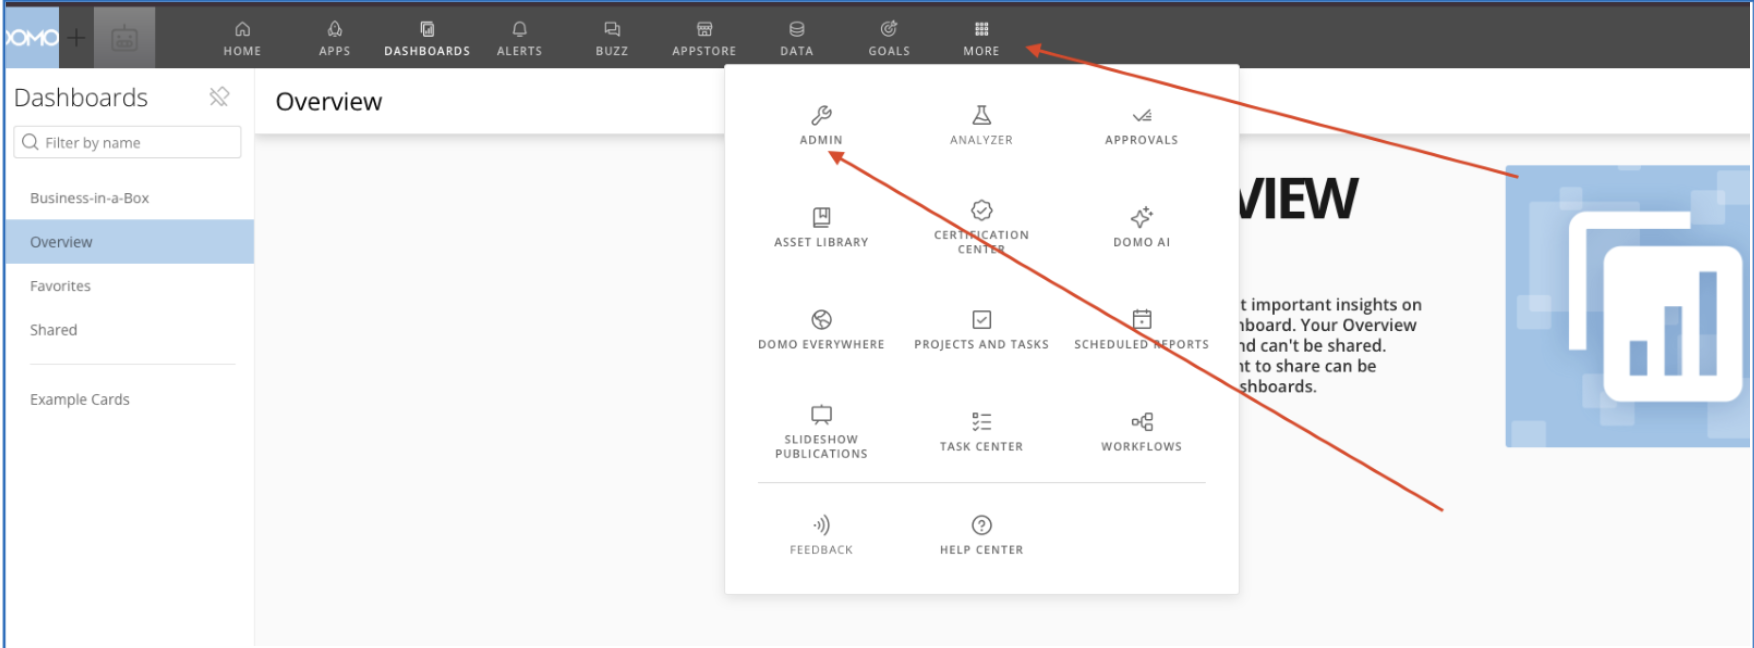 DOMO
HOME
APPS
DASHBOARDS
ALERTS
BUZZ
APPSTORE
DATA
GOALS
MORE
Dashboards
Filter by name
Business-in-a-Box
Overview
Favorites
Shared
Example Cards
Overview
ADMIN
ANALYZER
APPROVALS
ASSET LIBRARY
CERTIFICATION
CENTER
DOMO AI
DOMO EVERYWHERE
PROJECTS AND TASKS
SCHEDULED REPORTS
SLIDESHOW
PUBLICATIONS
TASK CENTER
WORKFLOWS
FEEDBACK
HELP CENTER
VIEW
t important insights on
board. Your Overview
nd can't be shared.
nt to share can be
shboards.